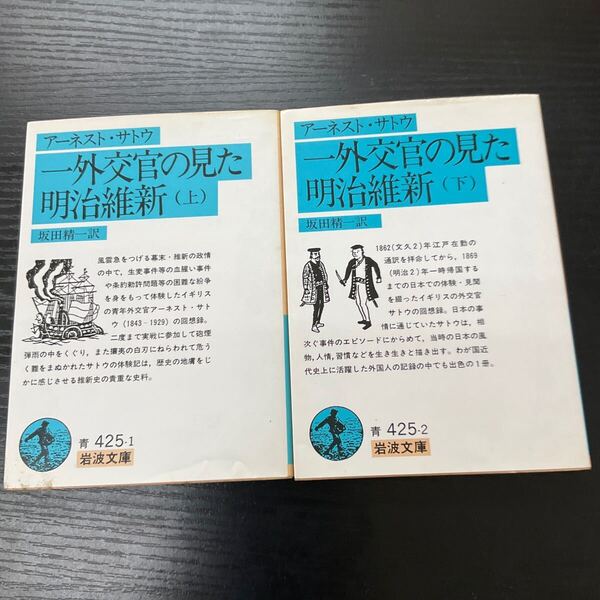 アーネスト・サトウ
一外交官の見た
明治維新（上）
坂田精一訳
風雲急をつげる幕末・維新の政情
の中で，生麦事件等の血腥い事件
や条約勅許問題等の困難な紛争
を身をもって体験したイギリス
の青年外交官アーネスト・サト
ウ（1843-1929）の回想録。
二度まで実戦に参加して砲煙
弾雨の中をくぐり，また攘夷の白刃にねらわれて危う
く難をまぬかれたサトウの体験記は，歴史の地膚をじ
かに感じさせる維新史の貴重な史料。
青 425-1
岩波文庫
アーネスト・サトウ
一外交官の見た
明治維新（下）
坂田精一訳
1862(文久2)年江戸在勤の
通訳を拝命してから，1869
(明治2)年一時帰国する
までの日本での体験・見聞
を綴ったイギリスの外交官
サトウの回想録。日本の事
情に通じていたサトウは，相
次ぐ事件のエピソードにからめて，当時の日本の風
物，人情，習慣などを生き生きと描き出す。わが国近
代史上に活躍した外国人の記録の中でも出色の1冊。
青 425-2
岩波文庫